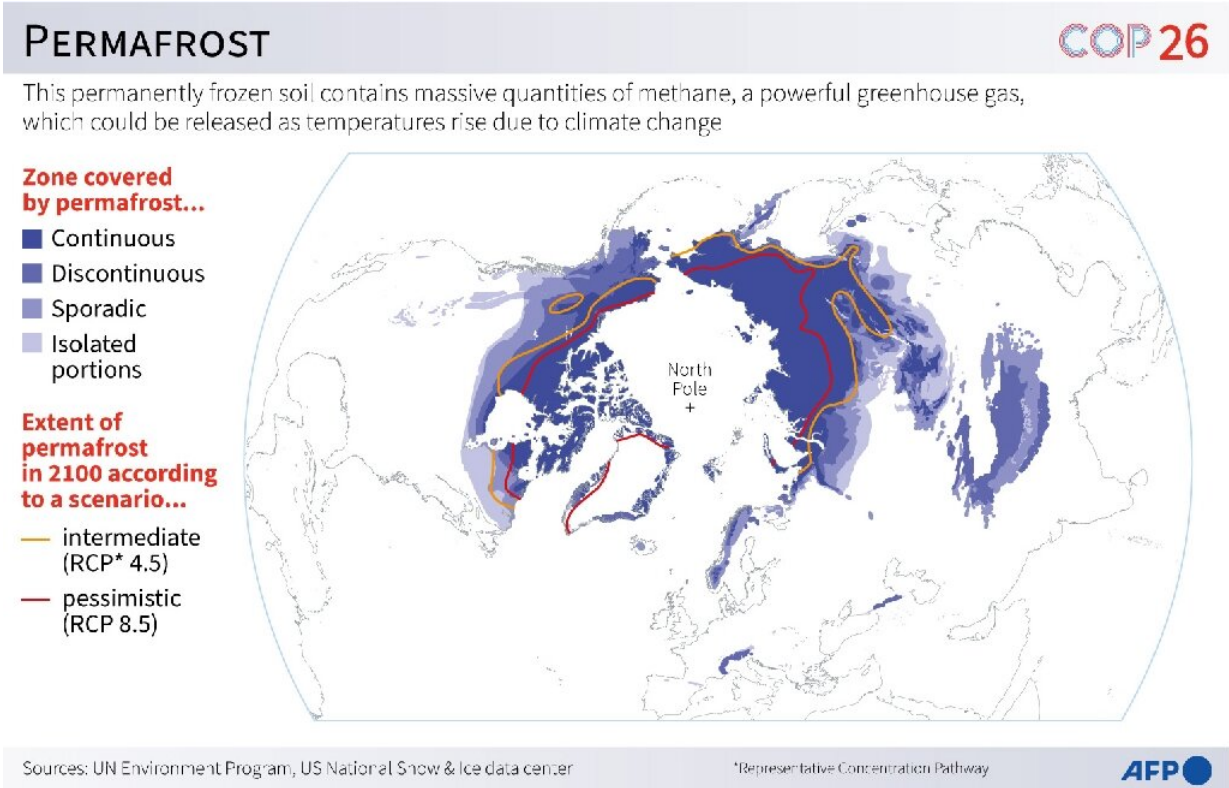 PERMAFROST
COP 26
This permanently frozen soil contains massive quantities of methane, a powerful greenhouse gas,
which could be released as temperatures rise due to climate change
Zone covered
by permafrost...
Continuous
Discontinuous
Sporadic
Isolated
portions
Extent of
permafrost
in 2100 according
to a scenario...
intermediate
(RCP* 4.5)
pessimistic
(RCP 8.5)
North
Pole
+
Sources: UN Environment Program, US National Snow & Ice data center
*Representative Concentration Pathway
AFP